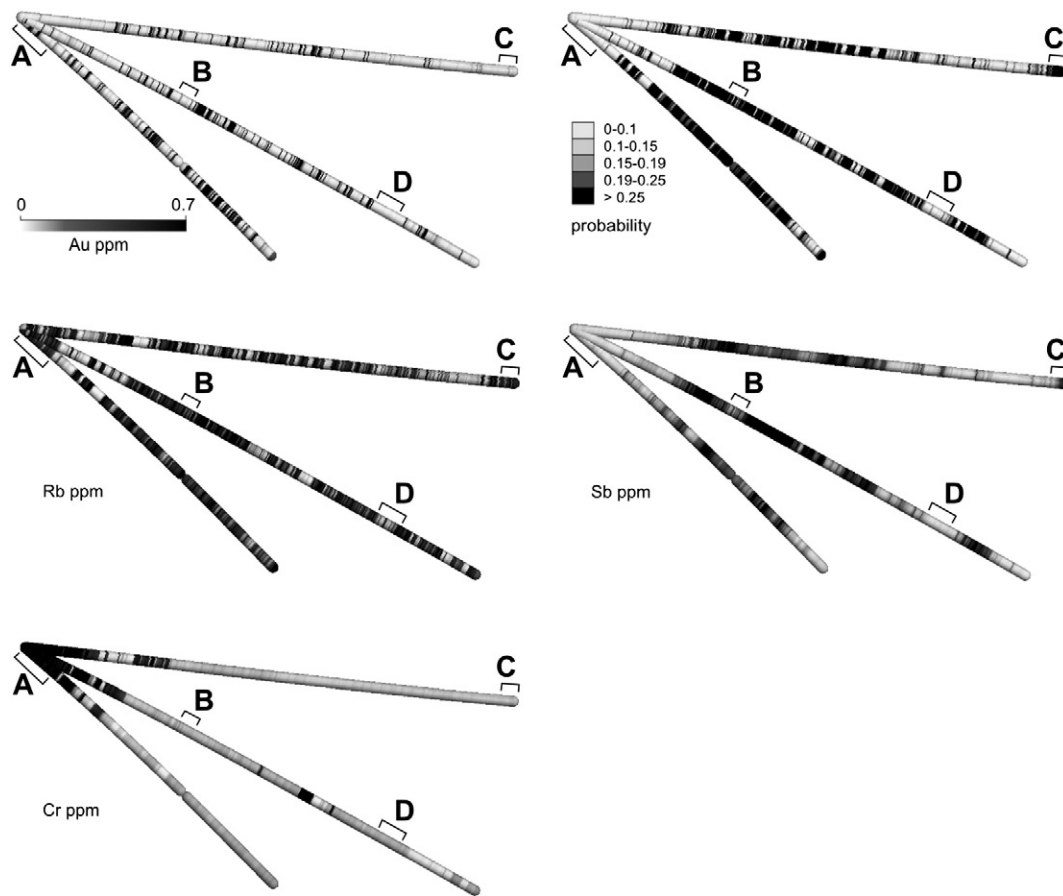 A
B
C
D
0 0.7
Au ppm
A
B
C
D
0-0.1
0.1-0.15
0.15-0.19
0.19-0.25
> 0.25
probability
A
B
C
D
Rb ppm
A
B
C
D
Sb ppm
A
B
C
D
Cr ppm